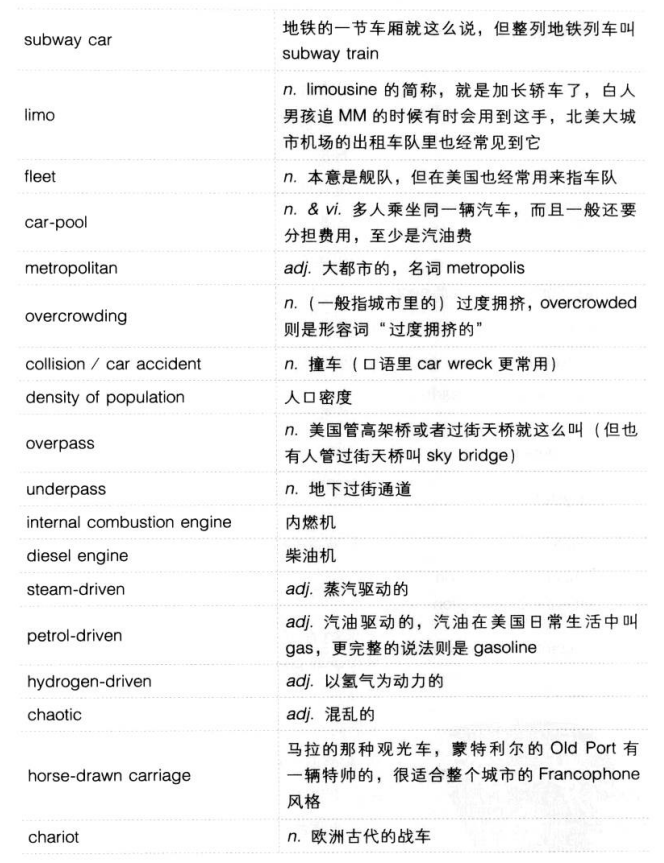 subway car
地铁的一节车厢就这么说，但整列地铁列车叫
subway train
limo
n. limousine 的简称，就是加长轿车了，白人
男孩追 MM 的时候有时会用到这手，北美大城
市机场的出租车队里也经常见到它
fleet
n. 本意是舰队，但在美国也经常用来指车队
car-pool
n. & vi. 多人乘坐同一辆汽车，而且一般还要
分担费用，至少是汽油费
metropolitan
adj. 大都市的，名词 metropolis
overcrowding
n.（一般指城市里的）过度拥挤，overcrowded
则是形容词“过度拥挤的”
collision / car accident
n. 撞车（口语里 car wreck 更常用）
density of population
人口密度
overpass
n. 美国管高架桥或者过街天桥就这么叫（但也
有人管过街天桥叫 sky bridge）
underpass
n. 地下过街通道
internal combustion engine
内燃机
diesel engine
柴油机
steam-driven
adj. 蒸汽驱动的
petrol-driven
adj. 汽油驱动的，汽油在美国日常生活中叫
gas，更完整的说法则是 gasoline
hydrogen-driven
adj. 以氢气为动力的
chaotic
adj. 混乱的
horse-drawn carriage
马拉的那种观光车，蒙特利尔的 Old Port 有
一辆特帅的，很适合整个城市的 Francophone
风格
chariot
n. 欧洲古代的战车